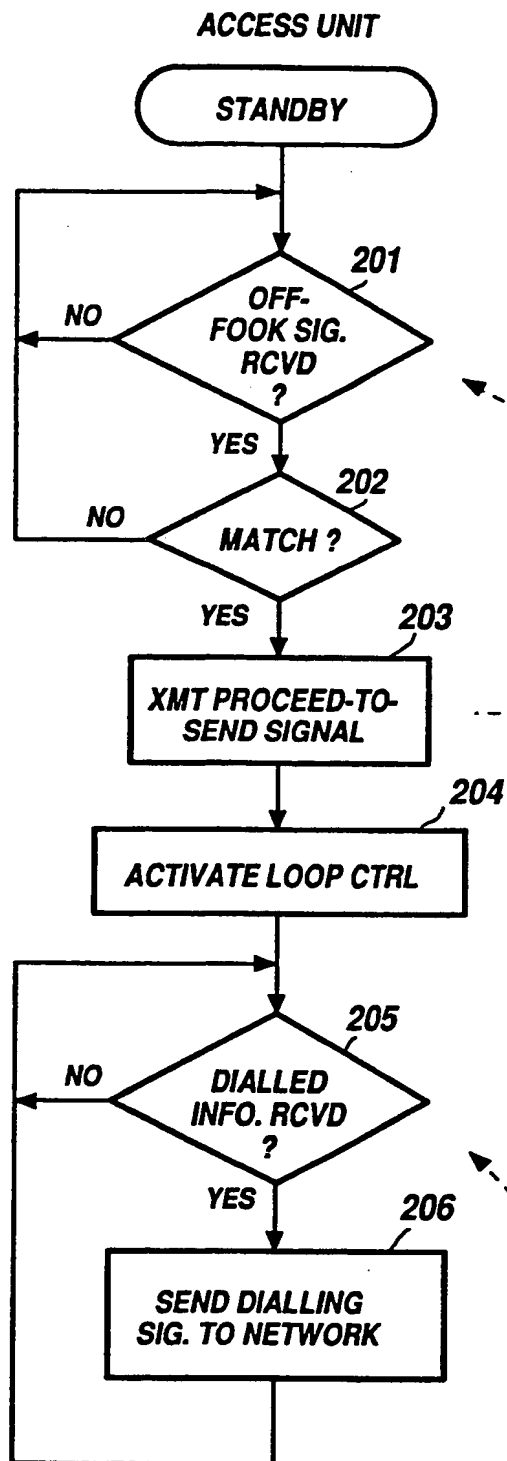 ACCESS UNIT
STANDBY
201
OFF-
FOOK SIG.
RCVD
?
NO
YES
202
MATCH ?
NO
YES
203
XMT PROCEED-TO-
SEND SIGNAL
204
ACTIVATE LOOP CTRL
205
DIALLED
INFO. RCVD
?
NO
YES
206
SEND DIALLING
SIG. TO NETWORK